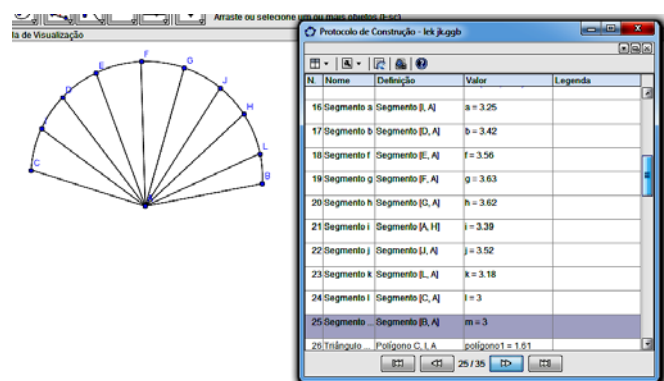 Arraste ou selecione um ou mais objetos (Esc)
la de Visualização
F
E
G
D
J
H
L
C
B
Protocolo de Construção - lek jk.ggb
N. Nome Definição Valor Legenda
16 Segmento a Segmento [I, A] a = 3.25
17 Segmento b Segmento [D, A] b = 3.42
18 Segmento f Segmento [E, A] f = 3.56
19 Segmento g Segmento [F, A] g = 3.63
20 Segmento h Segmento [G, A] h = 3.62
21 Segmento i Segmento [A, H] i = 3.39
22 Segmento j Segmento [J, A] j = 3.52
23 Segmento k Segmento [L, A] k = 3.18
24 Segmento l Segmento [C, A] l = 3
25 Segmento ... Segmento [B, A] m = 3
26 Triângulo ... Polígono C, I, A polígono1 = 1.61
25 / 35